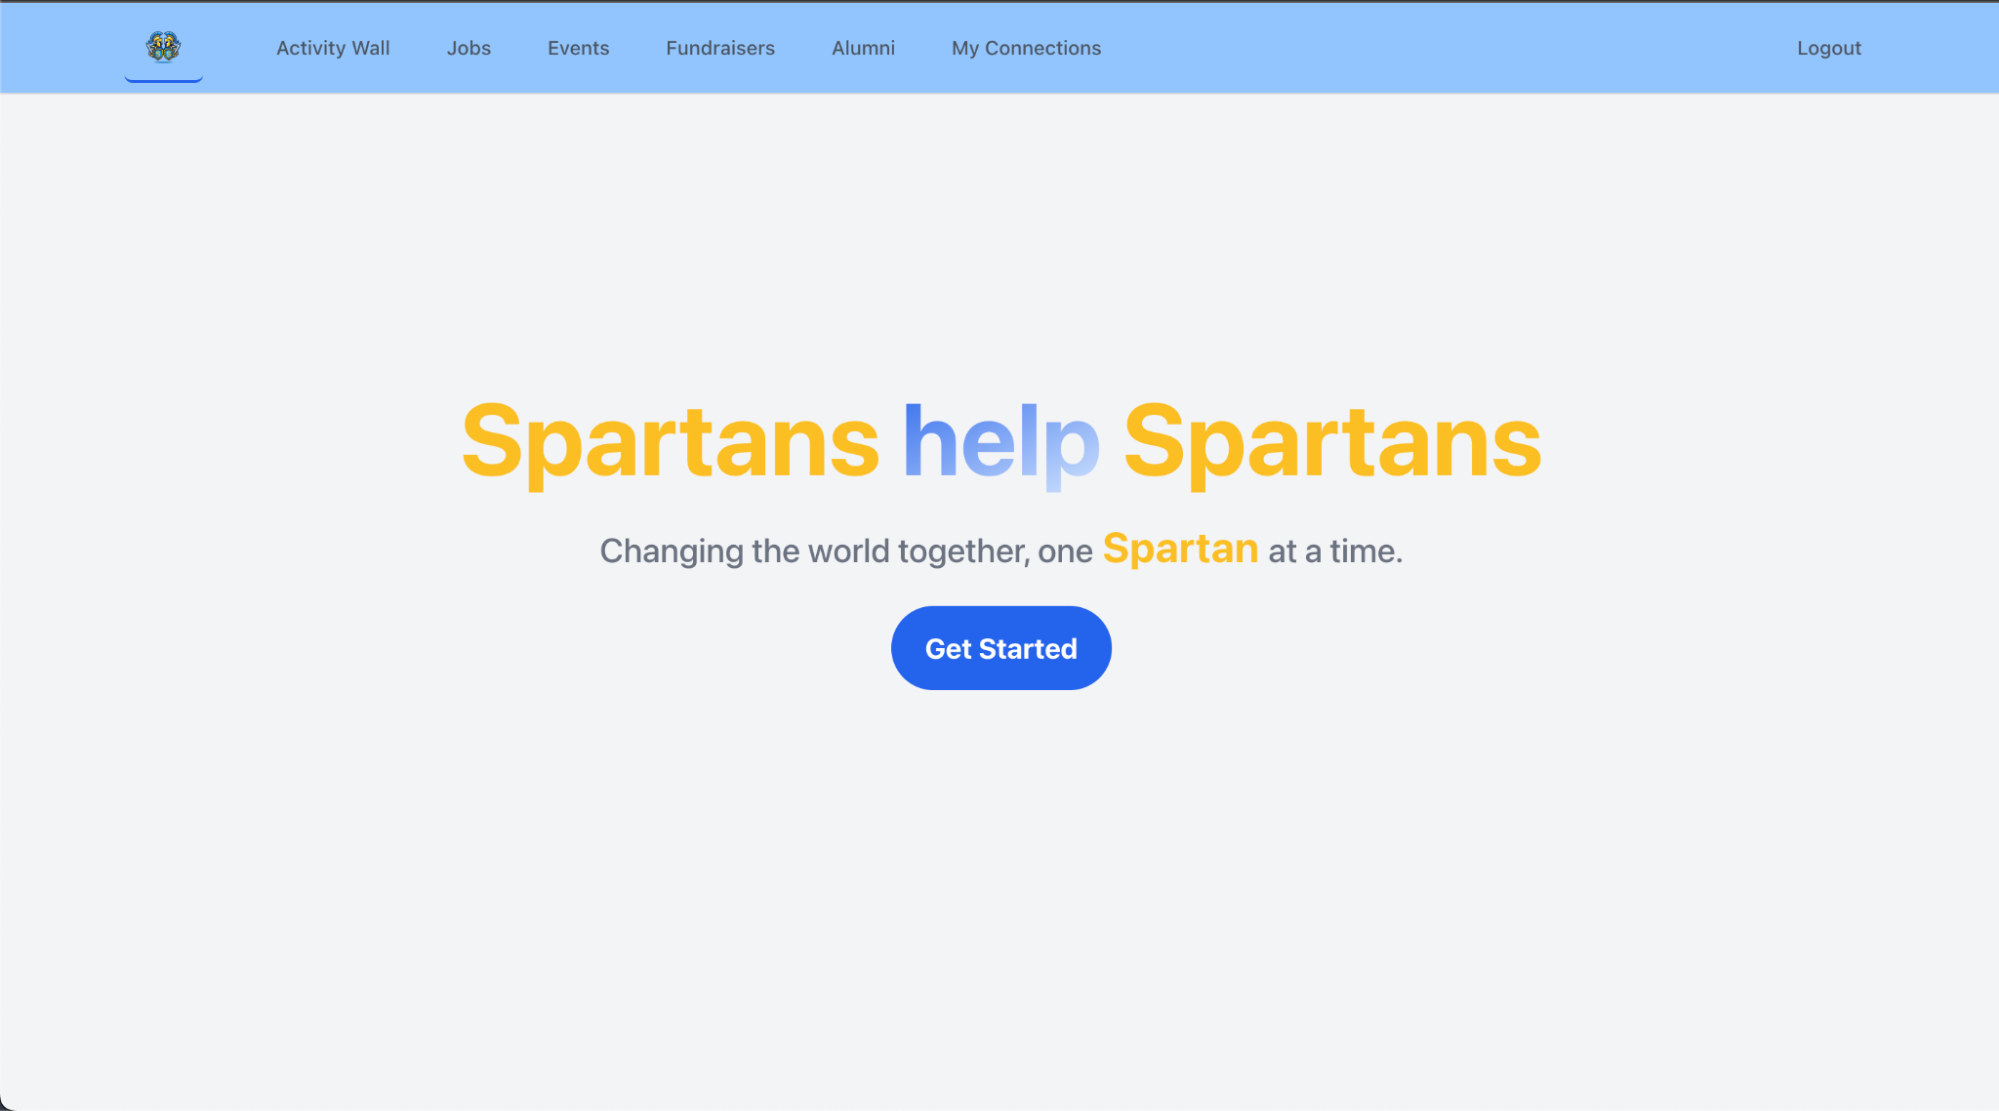 Activity Wall Jobs Events Fundraisers Alumni My Connections Logout
Spartans help Spartans
Changing the world together, one Spartan at a time.
Get Started